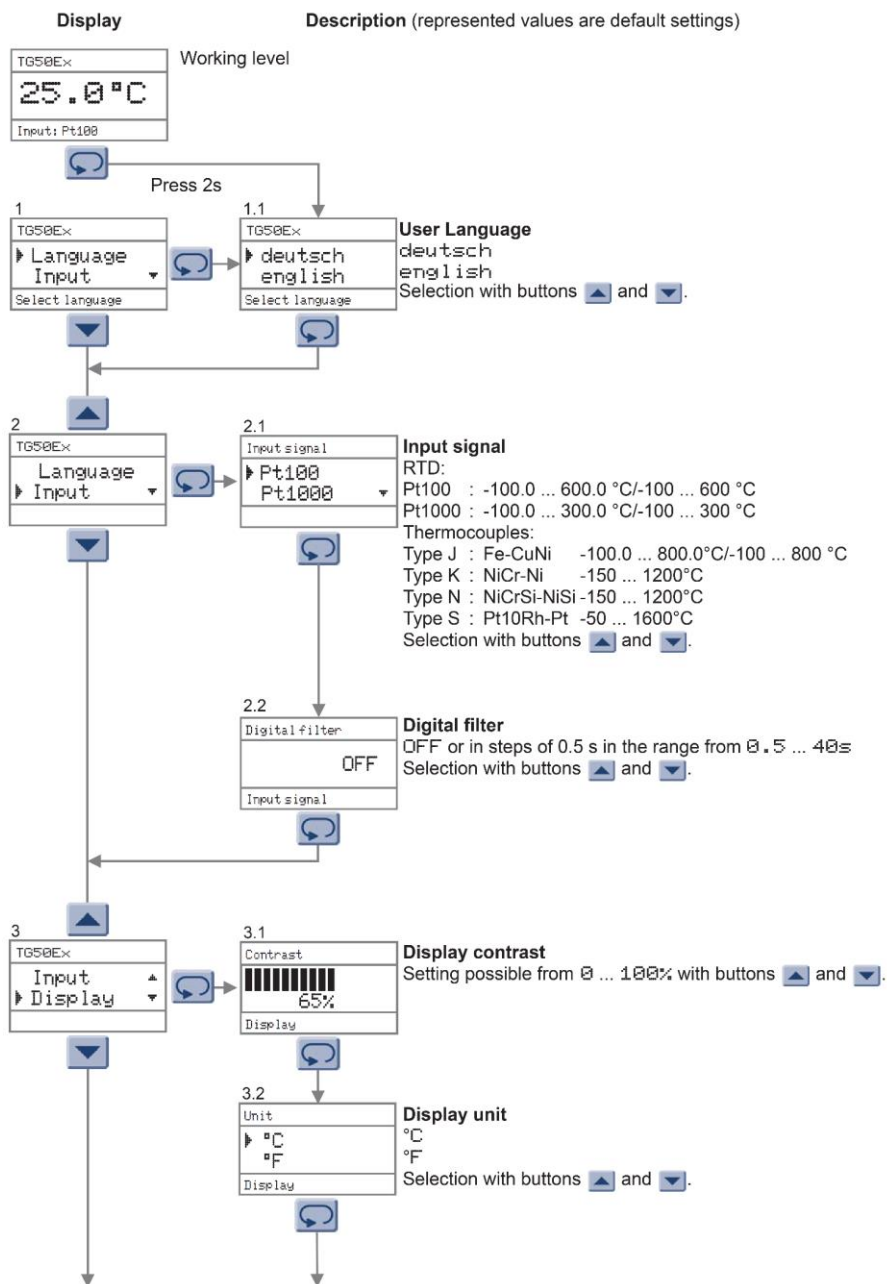 Display Description (represented values are default settings)
TG50Ex Working level
25.0°C
Input: Pt100
Press 2s
1 1.1
TG50Ex TG50Ex User Language
Language deutsch deutsch
Input english english
Select language Select language Selection with buttons and .
2 2.1
TG50Ex Input signal Input signal
Language Pt100 RTD:
Input Pt1000 Pt100 : -100.0 ... 600.0 °C/-100 ... 600 °C
Pt1000 : -100.0 ... 300.0 °C/-100 ... 300 °C
Thermocouples:
Type J : Fe-CuNi -100.0 ... 800.0°C/-100 ... 800 °C
Type K : NiCr-Ni -150 ... 1200°C
Type N : NiCrSi-NiSi -150 ... 1200°C
Type S : Pt10Rh-Pt -50 ... 1600°C
Selection with buttons and .
2.2
Digital filter Digital filter
OFF or in steps of 0.5 s in the range from 0.5 ... 40s
OFF Selection with buttons and .
Input signal
3 3.1
TG50Ex Contrast Display contrast
Input Setting possible from 0 ... 100% with buttons and .
Display 65%
Display
3.2
Unit Display unit
°C °C
°F °F
Display Selection with buttons and .